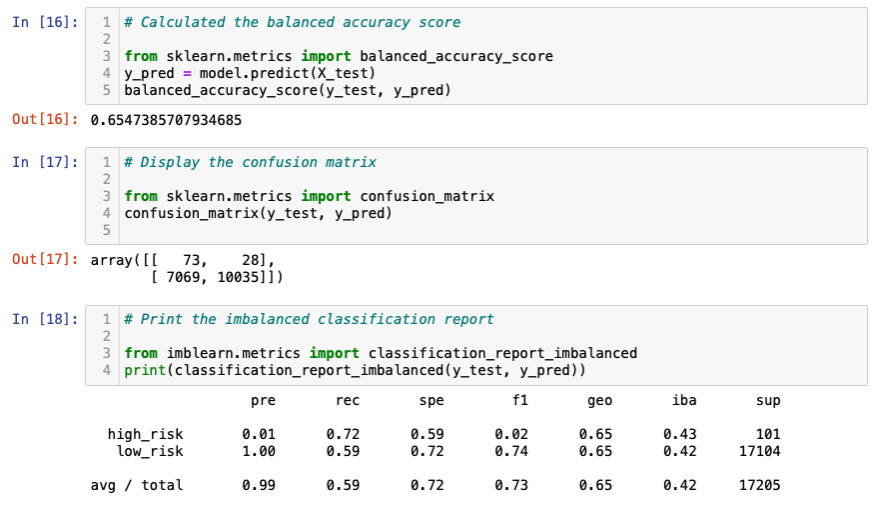 In [16]:
1 # Calculated the balanced accuracy score
2
3 from sklearn.metrics import balanced_accuracy_score
4 y_pred = model.predict(X_test)
5 balanced_accuracy_score(y_test, y_pred)
Out[16]: 0.6547385707934685
In [17]:
1 # Display the confusion matrix
2
3 from sklearn.metrics import confusion_matrix
4 confusion_matrix(y_test, y_pred)
5
Out[17]: array([[   73,    28],
       [ 7069, 10035]])
In [18]:
1 # Print the imbalanced classification report
2
3 from imblearn.metrics import classification_report_imbalanced
4 print(classification_report_imbalanced(y_test, y_pred))
                   pre       rec       spe        f1       geo       iba       sup
  high_risk       0.01      0.72      0.59      0.02      0.65      0.43       101
   low_risk       1.00      0.59      0.72      0.74      0.65      0.42     17104
avg / total       0.99      0.59      0.72      0.73      0.65      0.42     17205